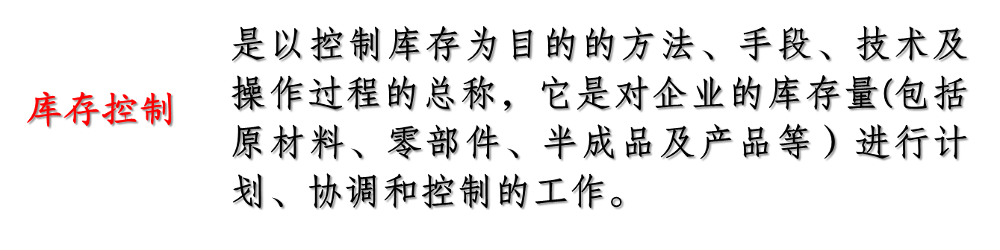 库存控制
是以控制库存为目的的方法、手段、技术及
操作过程的总称，它是对企业的库存量(包括
原材料、零部件、半成品及产品等）进行计
划、协调和控制的工作。